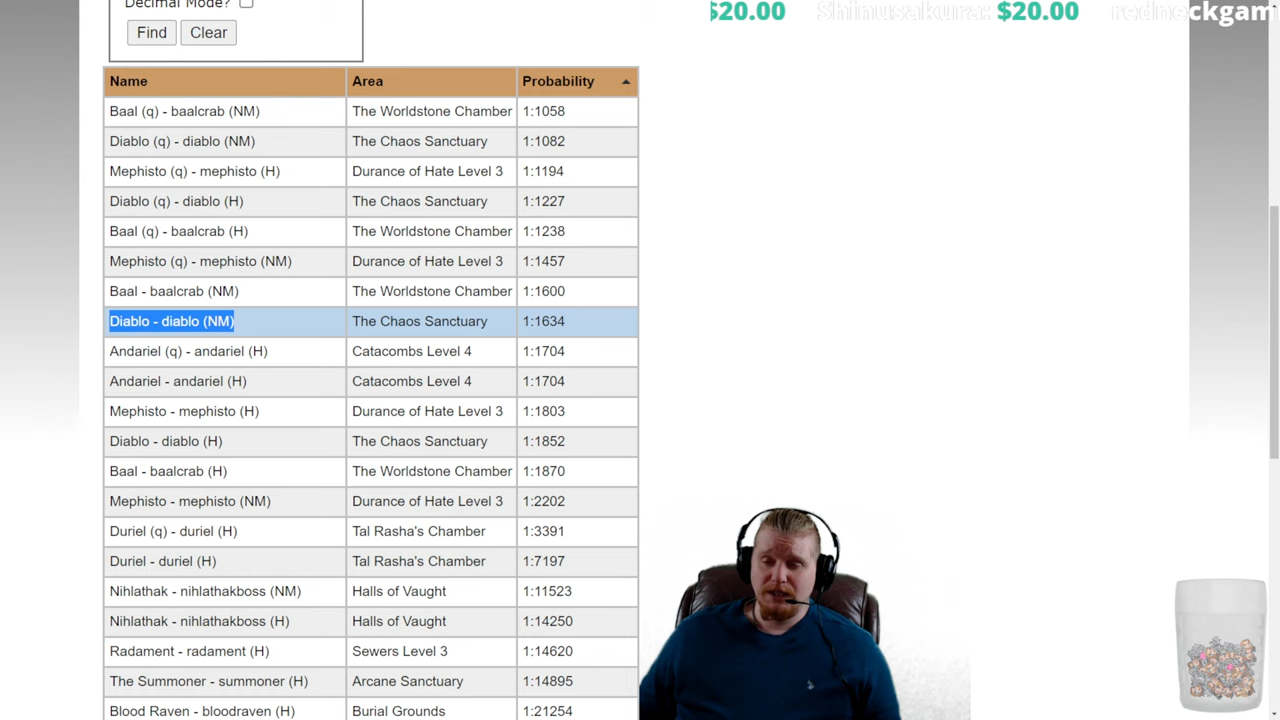 Decimal Mode?
$20.00 Shinusakura: $20.00 redneckgam
Find Clear
Name Area Probability
Baal (q) - baalcrab (NM) The Worldstone Chamber 1:1058
Diablo (q) - diablo (NM) The Chaos Sanctuary 1:1082
Mephisto (q) - mephisto (H) Durance of Hate Level 3 1:1194
Diablo (q) - diablo (H) The Chaos Sanctuary 1:1227
Baal (q) - baalcrab (H) The Worldstone Chamber 1:1238
Mephisto (q) - mephisto (NM) Durance of Hate Level 3 1:1457
Baal - baalcrab (NM) The Worldstone Chamber 1:1600
Diablo - diablo (NM) The Chaos Sanctuary 1:1634
Andariel (q) - andariel (H) Catacombs Level 4 1:1704
Andariel - andariel (H) Catacombs Level 4 1:1704
Mephisto - mephisto (H) Durance of Hate Level 3 1:1803
Diablo - diablo (H) The Chaos Sanctuary 1:1852
Baal - baalcrab (H) The Worldstone Chamber 1:1870
Mephisto - mephisto (NM) Durance of Hate Level 3 1:2202
Duriel (q) - duriel (H) Tal Rasha's Chamber 1:3391
Duriel - duriel (H) Tal Rasha's Chamber 1:7197
Nihlathak - nihlathakboss (NM) Halls of Vaught 1:11523
Nihlathak - nihlathakboss (H) Halls of Vaught 1:14250
Radament - radament (H) Sewers Level 3 1:14620
The Summoner - summoner (H) Arcane Sanctuary 1:14895
Blood Raven - bloodraven (H) Burial Grounds 1:21254